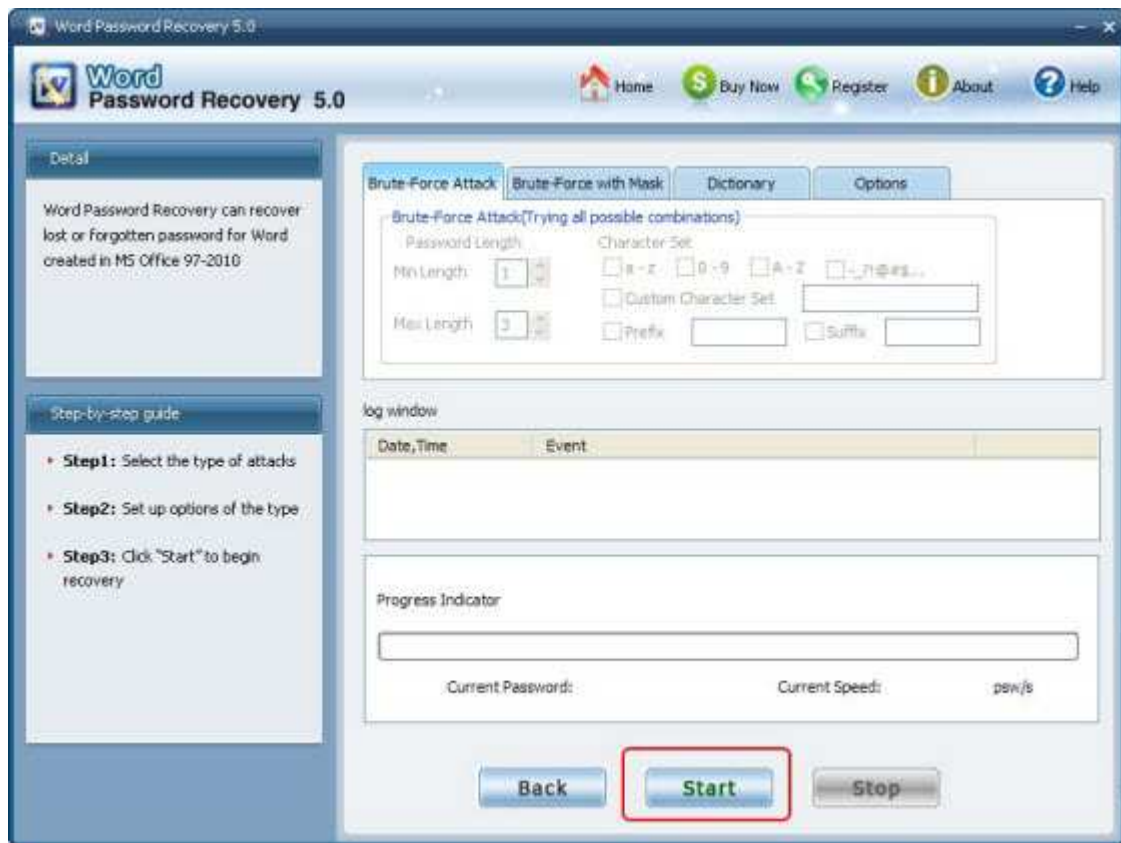 Word Password Recovery 5.0
Word
Password Recovery 5.0
Home
Buy Now
Register
About
Help
Detail
Word Password Recovery can recover
lost or forgotten password for Word
created in MS Office 97-2010
Step-by-step guide
Step1: Select the type of attacks
Step2: Set up options of the type
Step3: Click "Start" to begin
recovery
Brute-Force Attack
Brute-Force with Mask
Dictionary
Options
Brute-Force Attack(Trying all possible combinations)
Password Length
Character Set
Min Length 1
a - z
0 - 9
A - Z
Custom Character Set
Max Length 3
Prefix
Suffix
log window
Date,Time
Event
Progress Indicator
Current Password:
Current Speed:
psw/s
Back
Start
Stop